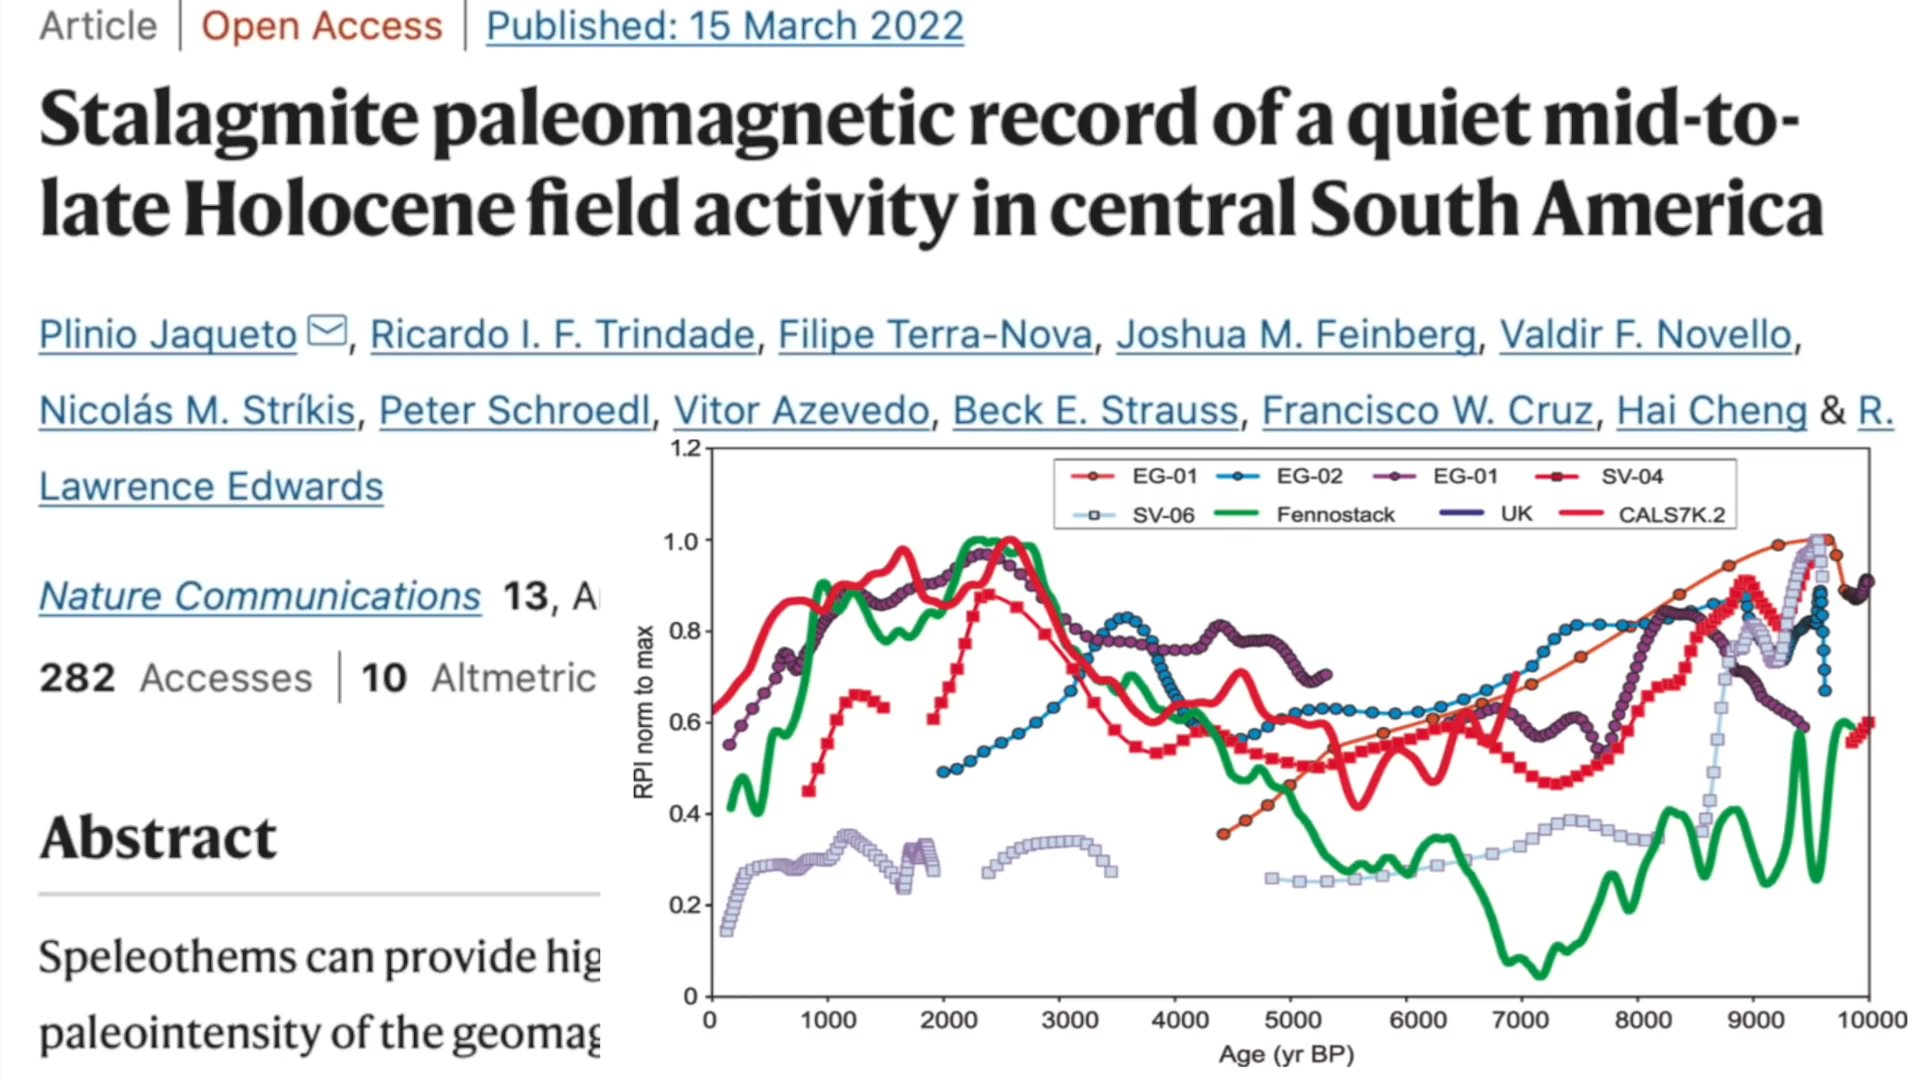 Article | Open Access | Published: 15 March 2022
Stalagmite paleomagnetic record of a quiet mid-to-
late Holocene field activity in central South America
Plinio Jaqueto, Ricardo I. F. Trindade, Filipe Terra-Nova, Joshua M. Feinberg, Valdir F. Novello,
Nicolás M. Stríkis, Peter Schroedl, Vitor Azevedo, Beck E. Strauss, Francisco W. Cruz, Hai Cheng & R.
Lawrence Edwards
Nature Communications 13, A
282 Accesses | 10 Altmetric
Abstract
Speleothems can provide hig
paleointensity of the geomag
EG-01 EG-02 EG-01 SV-04
SV-06 Fennostack UK CALS7K.2
RPI norm to max
1.2
1.0
0.8
0.6
0.4
0.2
0
0 1000 2000 3000 4000 5000 6000 7000 8000 9000 10000
Age (yr BP)